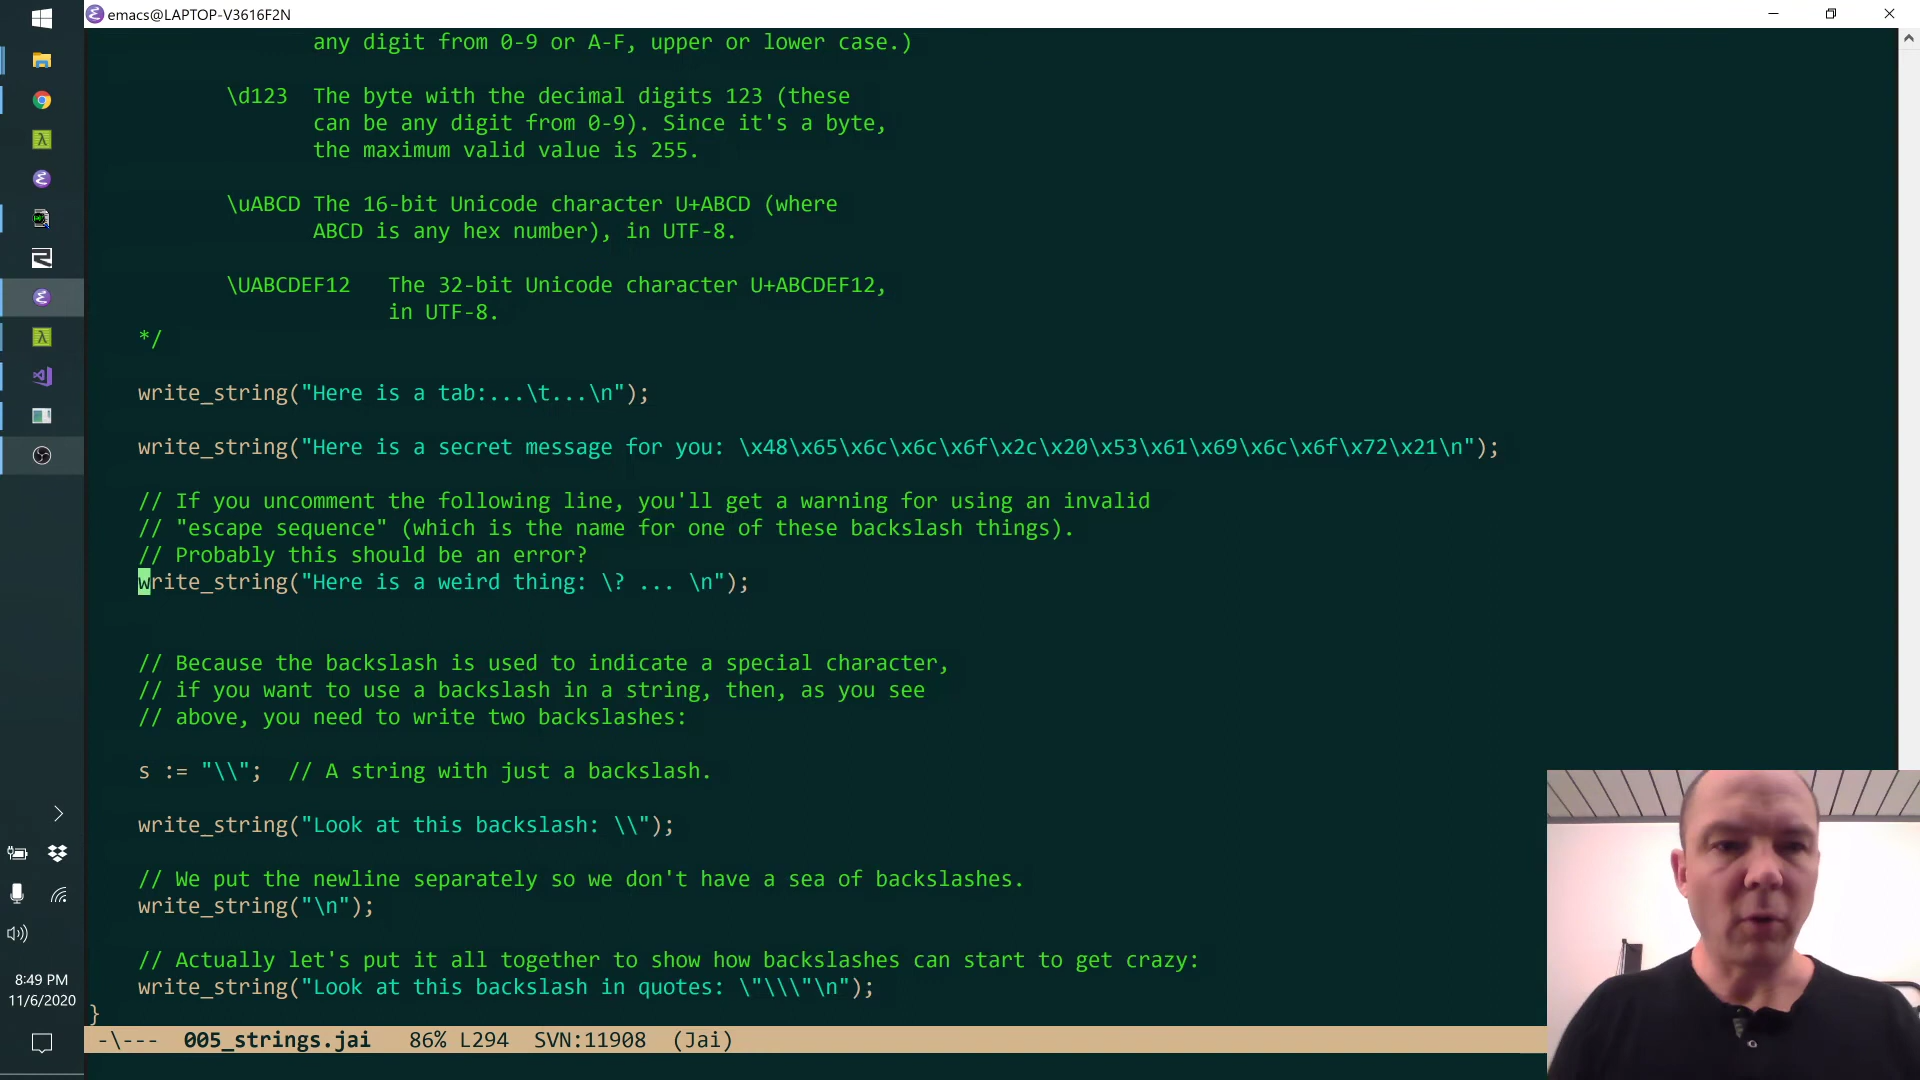 emacs@LAPTOP-V3616F2N
any digit from 0-9 or A-F, upper or lower case.)
\d123 The byte with the decimal digits 123 (these
can be any digit from 0-9). Since it's a byte,
the maximum valid value is 255.
\uABCD The 16-bit Unicode character U+ABCD (where
ABCD is any hex number), in UTF-8.
\UABCDEF12 The 32-bit Unicode character U+ABCDEF12,
in UTF-8.
*/
write_string("Here is a tab:...\t...\n");
write_string("Here is a secret message for you: \x48\x65\x6c\x6c\x6f\x2c\x20\x53\x61\x69\x6c\x6f\x72\x21\n");
// If you uncomment the following line, you'll get a warning for using an invalid
// "escape sequence" (which is the name for one of these backslash things).
// Probably this should be an error?
write_string("Here is a weird thing: \? ... \n");
// Because the backslash is used to indicate a special character,
// if you want to use a backslash in a string, then, as you see
// above, you need to write two backslashes:
s := "\\"; // A string with just a backslash.
write_string("Look at this backslash: \\");
// We put the newline separately so we don't have a sea of backslashes.
write_string("\n");
// Actually let's put it all together to show how backslashes can start to get crazy:
write_string("Look at this backslash in quotes: \"\\\"\n");
}
-\--- 005_strings.jai 86% L294 SVN:11908 (Jai)
8:49 PM
11/6/2020